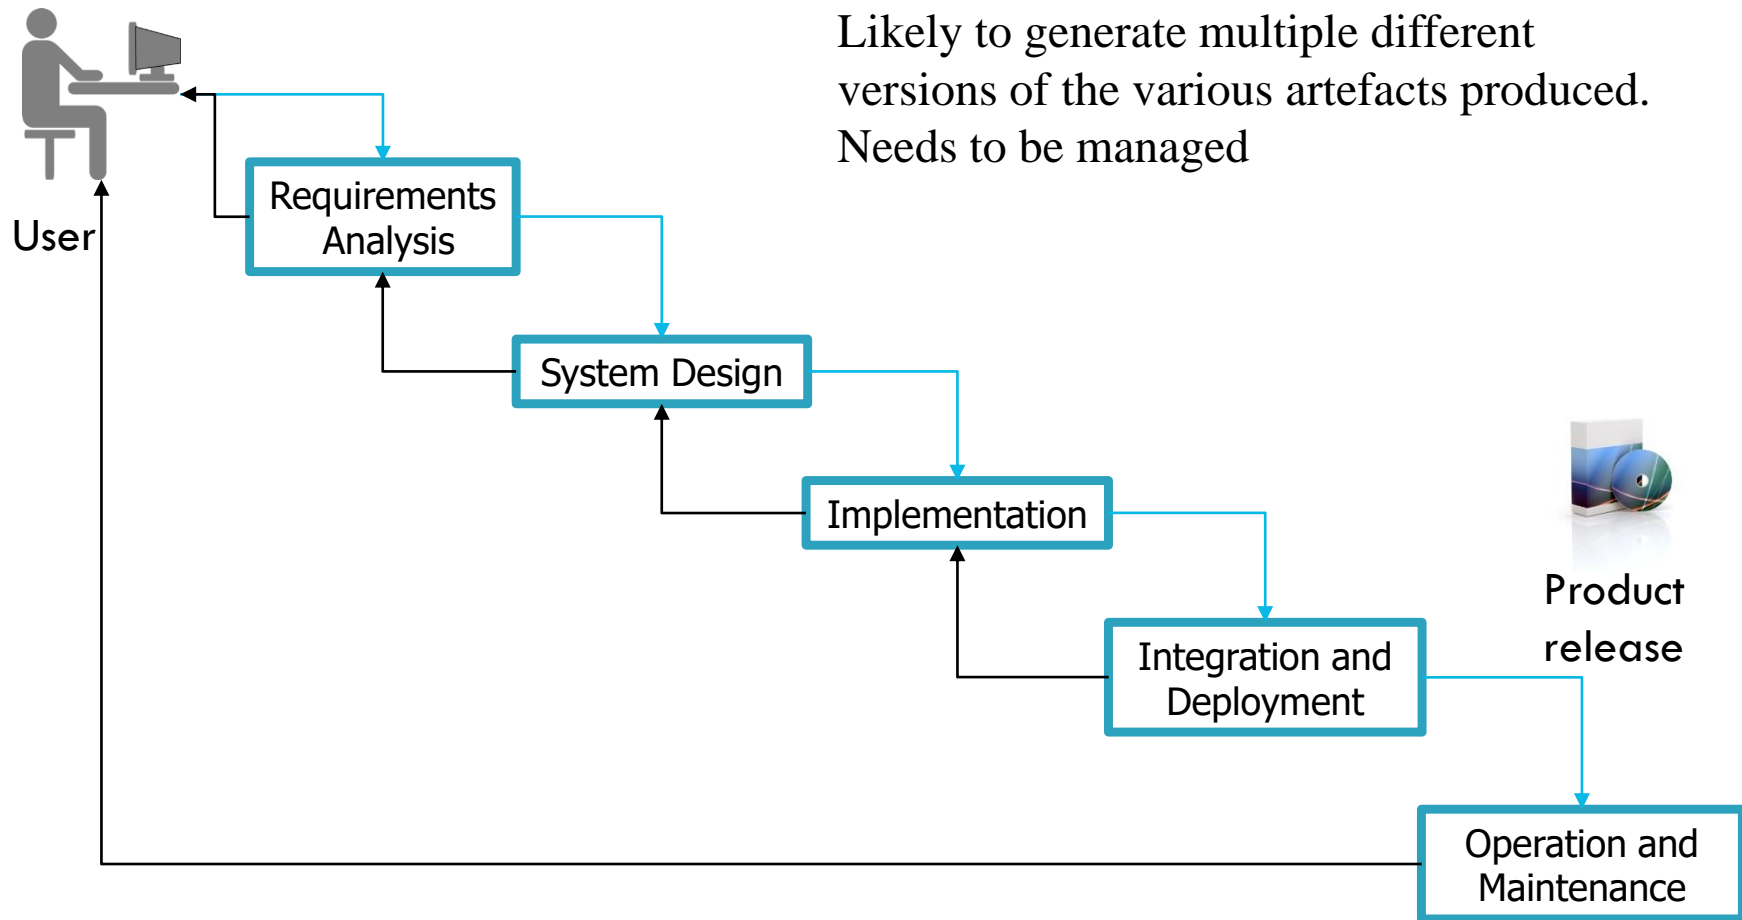 Likely to generate multiple different
versions of the various artefacts produced.
Needs to be managed
User
Requirements
Analysis
System Design
Implementation
Product
release
Integration and
Deployment
Operation and
Maintenance